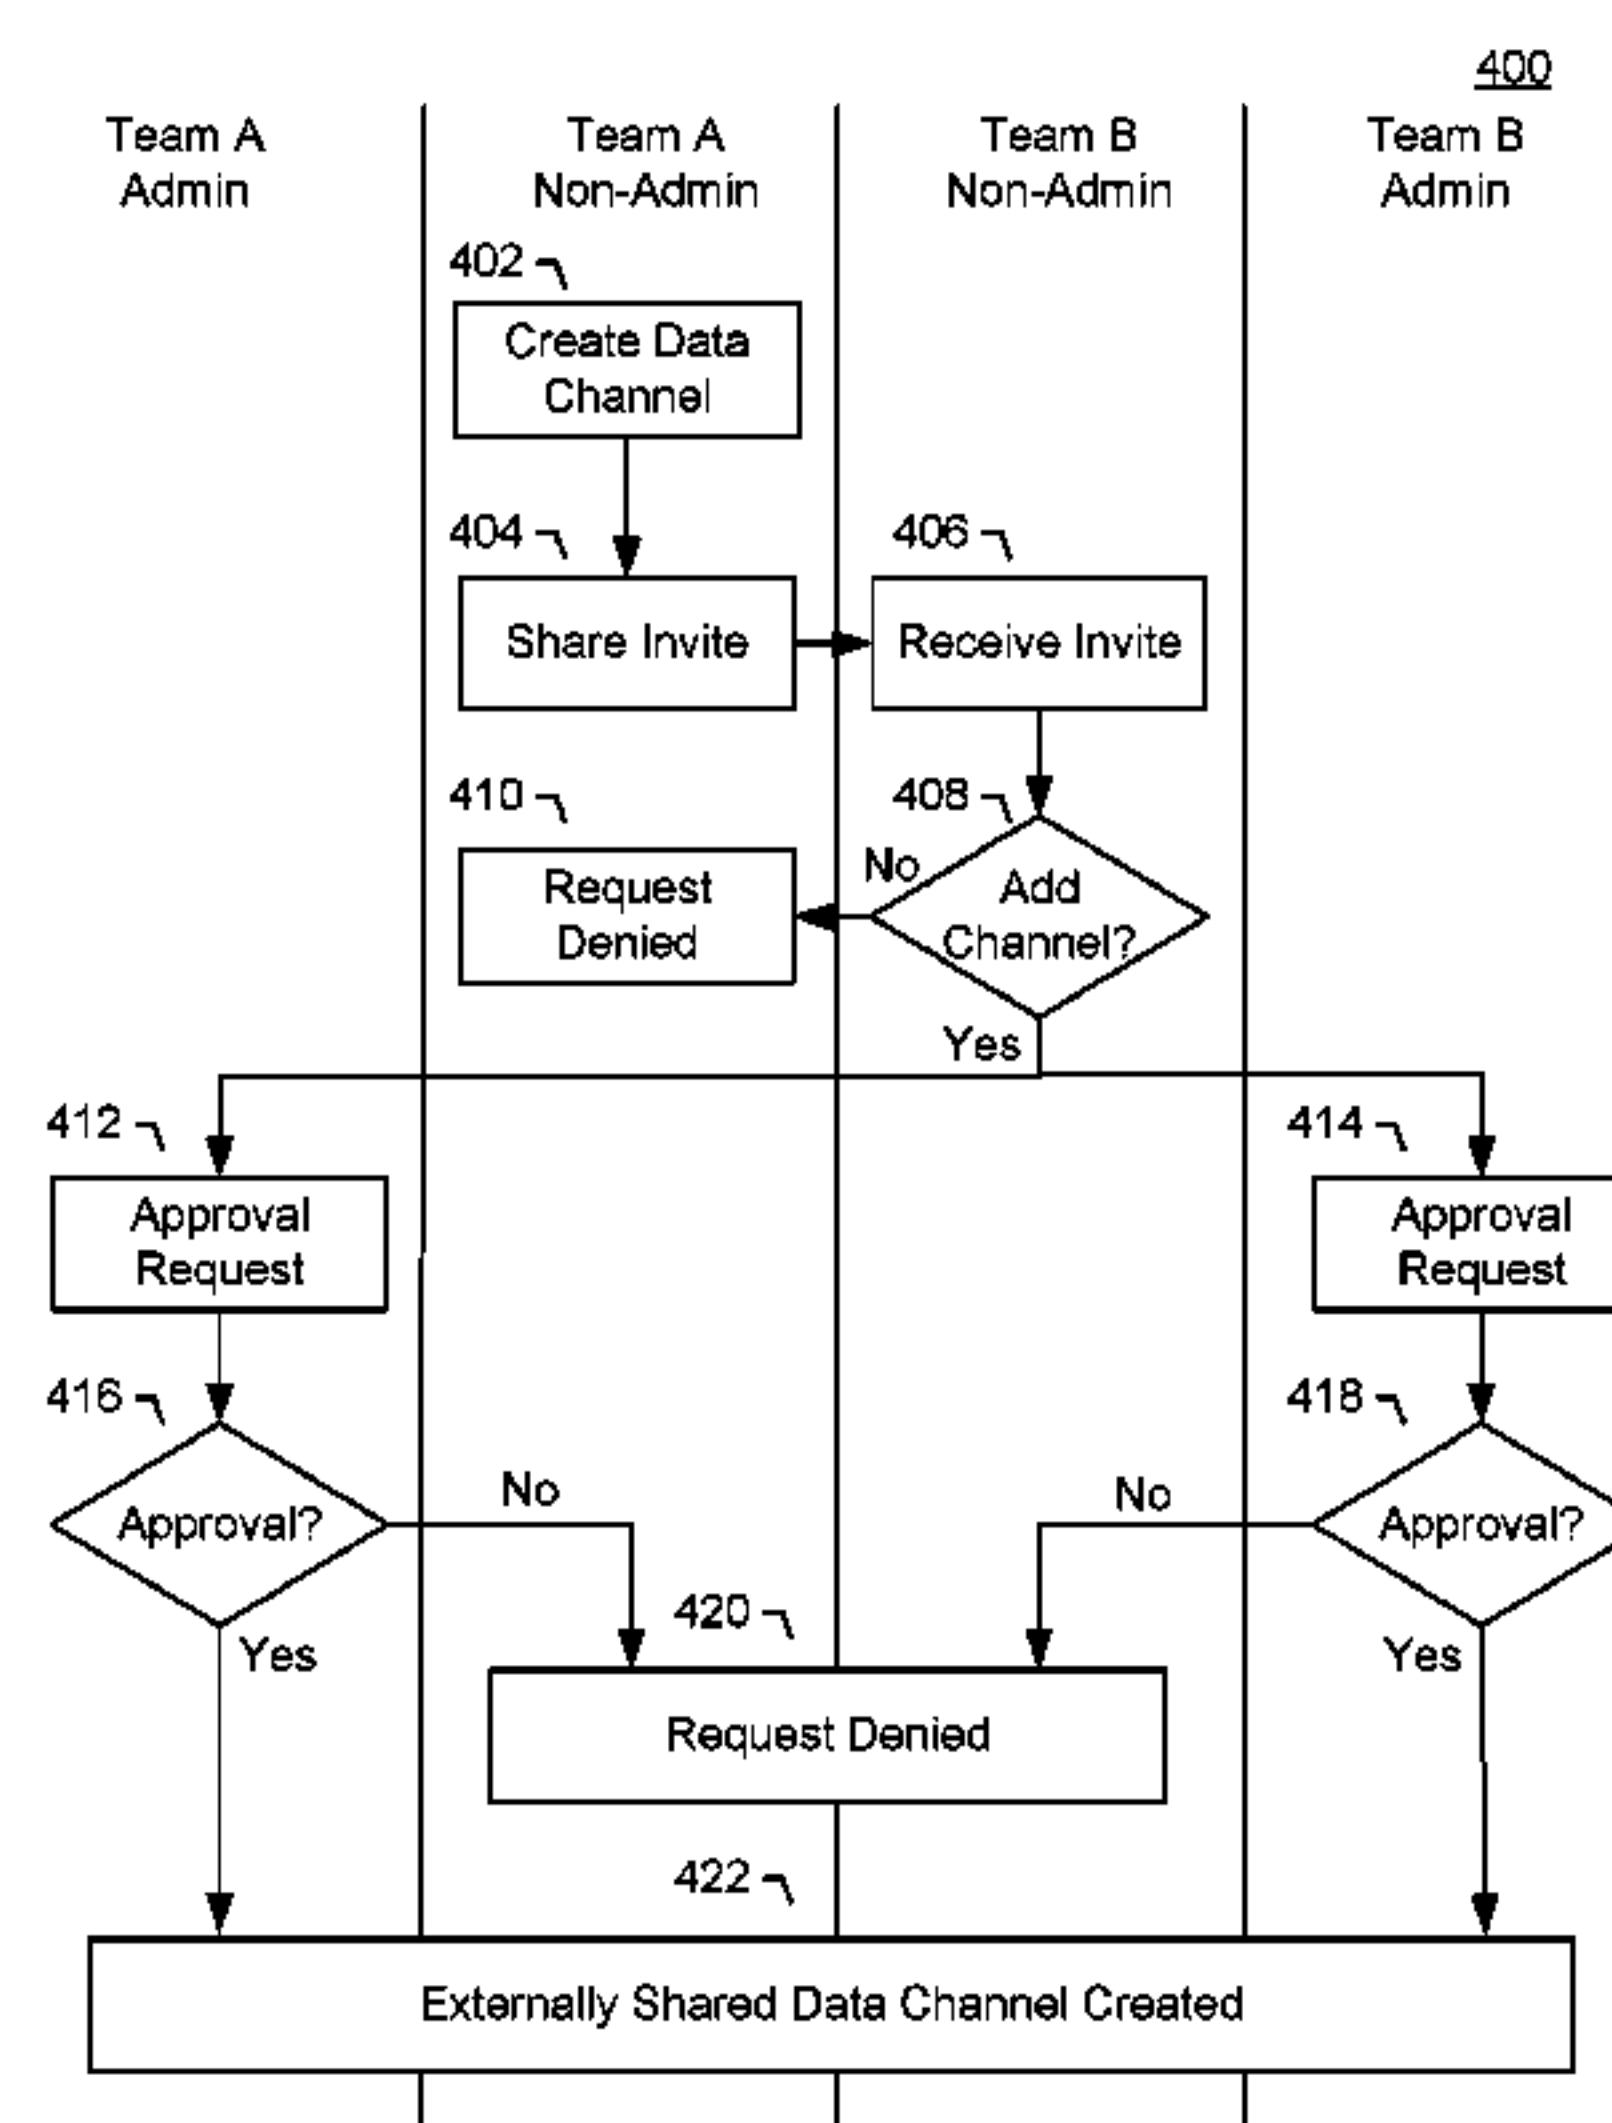 400
Team A
Admin
Team A
Non-Admin
Team B
Non-Admin
Team B
Admin
402
Create Data
Channel
404
Share Invite
406
Receive Invite
410
Request
Denied
408
No
Add
Channel?
Yes
412
Approval
Request
414
Approval
Request
416
Approval?
No
Yes
418
Approval?
No
Yes
420
Request Denied
422
Externally Shared Data Channel Created